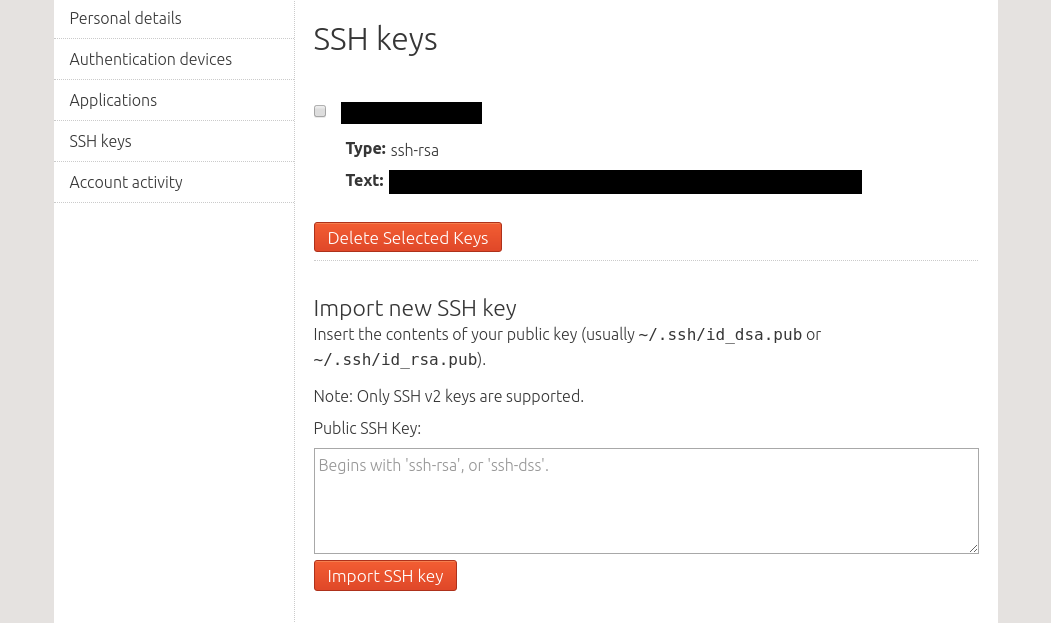 Personal details
Authentication devices
Applications
SSH keys
Account activity
SSH keys
Type: ssh-rsa
Text:
Delete Selected Keys
Import new SSH key
Insert the contents of your public key (usually ~/.ssh/id_dsa.pub or
~/.ssh/id_rsa.pub).
Note: Only SSH v2 keys are supported.
Public SSH Key:
Begins with 'ssh-rsa', or 'ssh-dss'.
Import SSH key